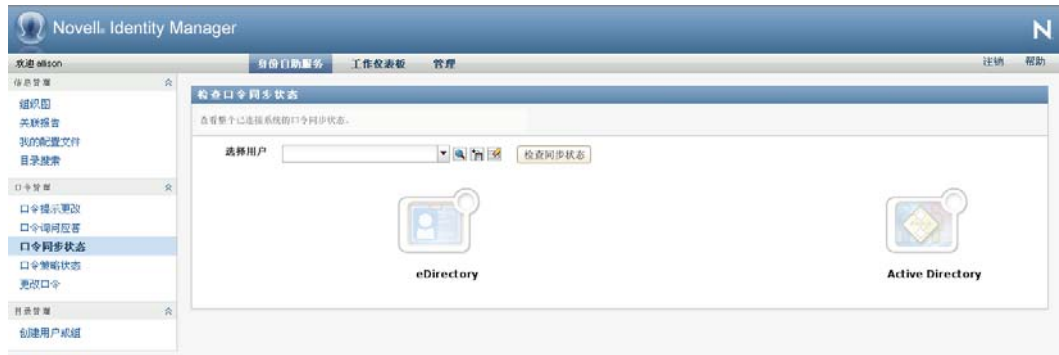 Novell® Identity Manager
N
欢迎 allison
身份自助服务 工作仪表板 管理 注销 帮助
信息管理
组织图
关联报告
我的配置文件
目录搜索
口令管理
口令提示更改
口令询问应答
口令同步状态
口令策略状态
更改口令
目录管理
创建用户或组
检查口令同步状态
查看整个已连接系统的口令同步状态。
选择用户 检查同步状态
eDirectory
Active Directory